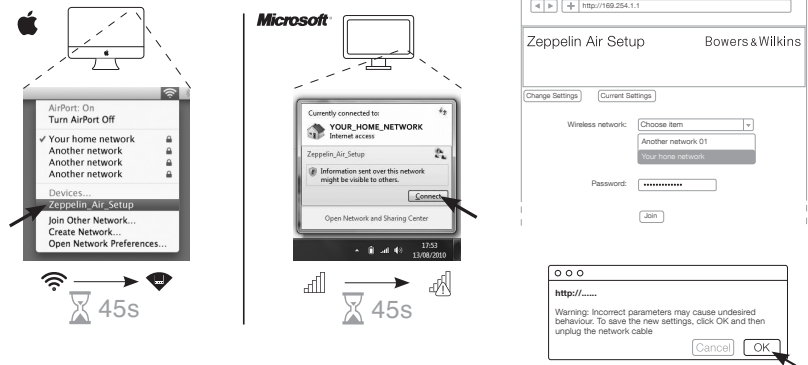 AirPort: On
Turn AirPort Off
Your home network
Another network
Another network
Another network
Devices...
Zeppelin_Air_Setup
Join Other Network...
Create Network...
Open Network Preferences...
45s
Microsoft
Currently connected to:
YOUR_HOME_NETWORK
Internet access
Zeppelin_Air_Setup
Information sent over this network
might be visible to others.
Connect
Open Network and Sharing Center
17:53
13/08/2010
45s
http://169.254.1.1
Zeppelin Air Setup
Bowers & Wilkins
Change Settings
Current Settings
Wireless network:
Choose item
Another network 01
Your hone network
Password:
Join
http://......
Warning: Incorrect parameters may cause undesired
behaviour. To save the new settings, click OK and then
unplug the network cable
Cancel
OK